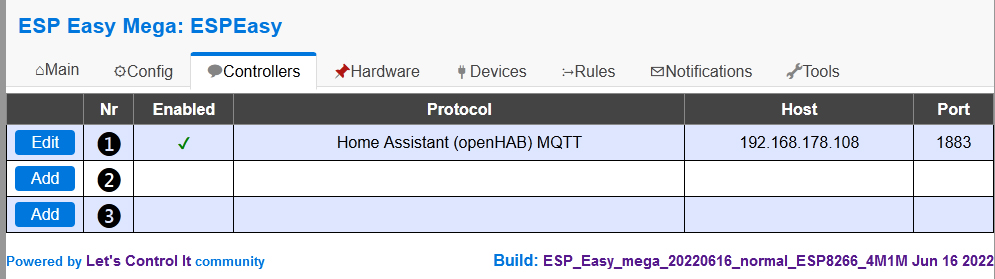 ESP Easy Mega: ESPEasy
⌂Main ⚙Config 💬Controllers 📌Hardware 🔌Devices Rules ✉Notifications 🔧Tools
Nr Enabled Protocol Host Port
Edit ❶ ✔ Home Assistant (openHAB) MQTT 192.168.178.108 1883
Add ❷
Add ❸
Powered by Let's Control It community Build: ESP_Easy_mega_20220616_normal_ESP8266_4M1M Jun 16 2022